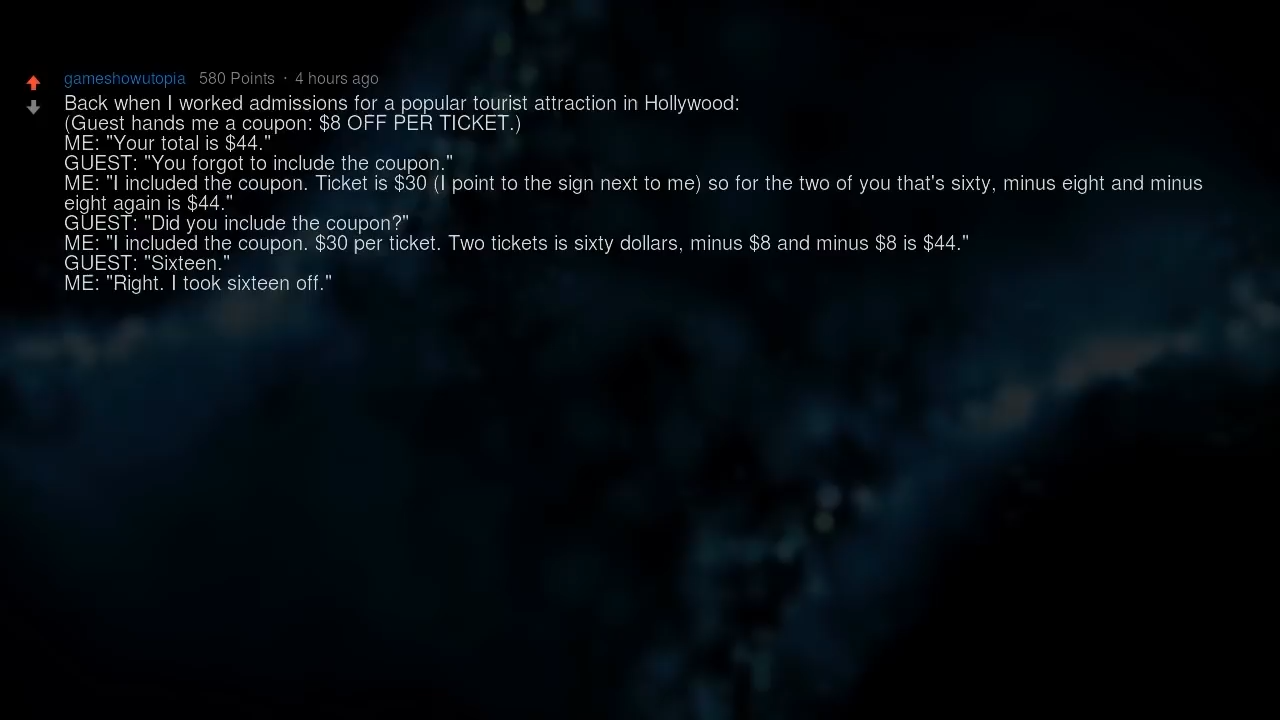 gameshowutopia 580 Points · 4 hours ago
Back when I worked admissions for a popular tourist attraction in Hollywood:
(Guest hands me a coupon: $8 OFF PER TICKET.)
ME: "Your total is $44."
GUEST: "You forgot to include the coupon."
ME: "I included the coupon. Ticket is $30 (I point to the sign next to me) so for the two of you that's sixty, minus eight and minus
eight again is $44."
GUEST: "Did you include the coupon?"
ME: "I included the coupon. $30 per ticket. Two tickets is sixty dollars, minus $8 and minus $8 is $44."
GUEST: "Sixteen."
ME: "Right. I took sixteen off."